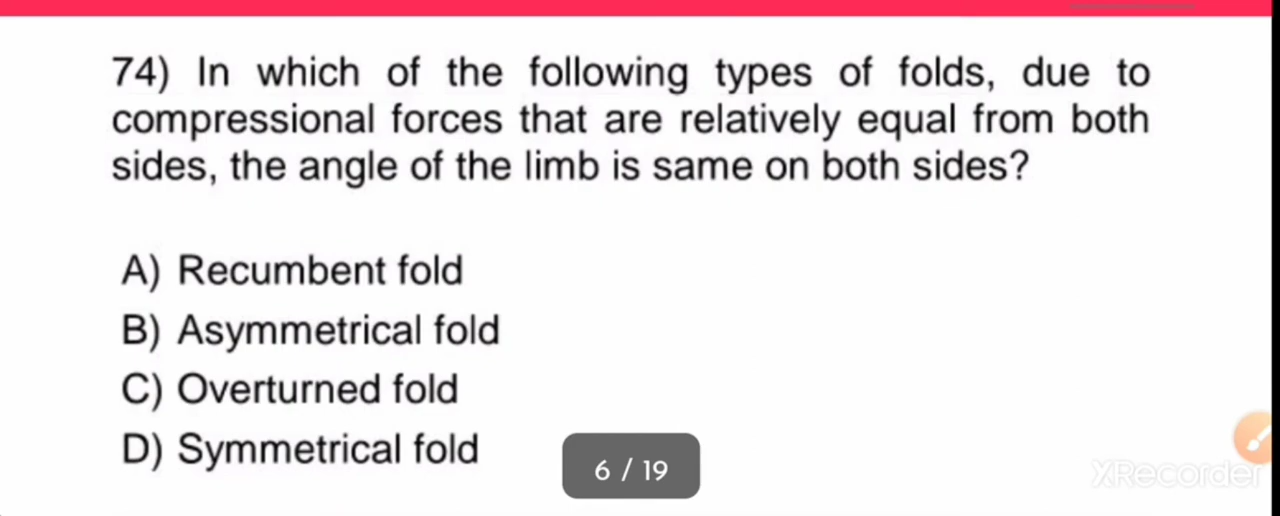 74) In which of the following types of folds, due to
compressional forces that are relatively equal from both
sides, the angle of the limb is same on both sides?
A) Recumbent fold
B) Asymmetrical fold
C) Overturned fold
D) Symmetrical fold
6 / 19
XRecorder